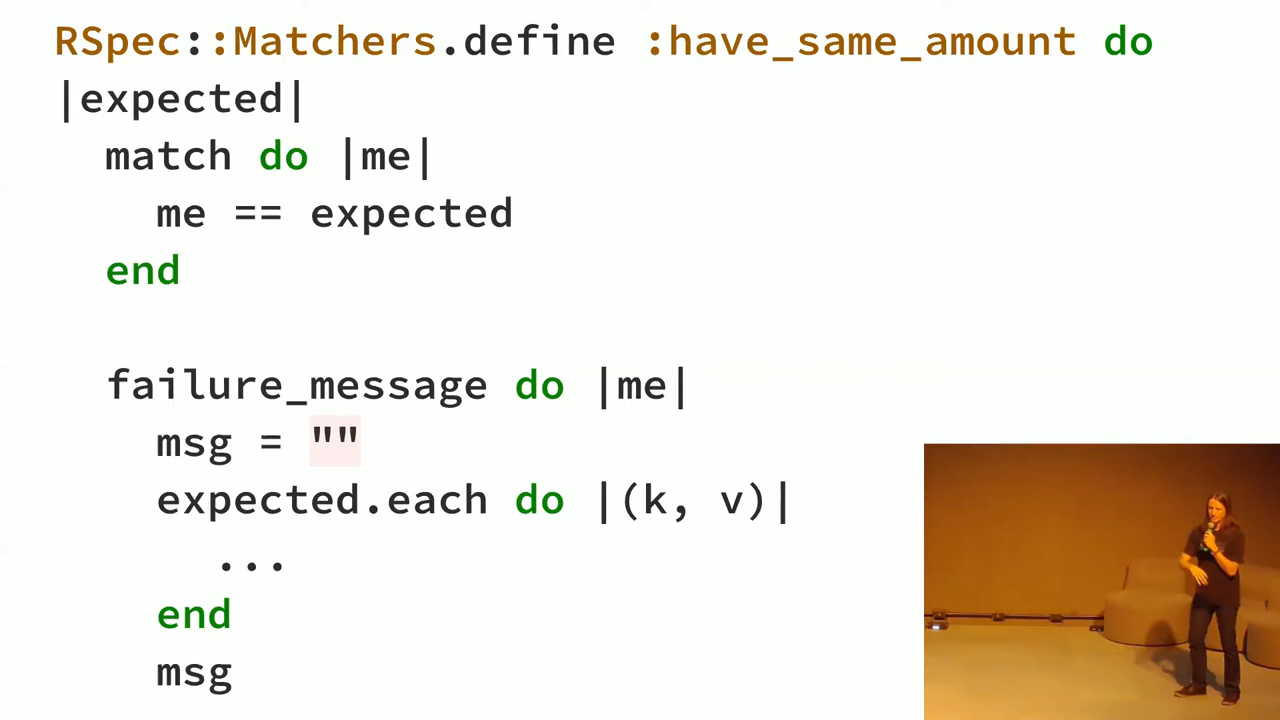 RSpec::Matchers.define :have_same_amount do
|expected|
  match do |me|
    me == expected
  end

  failure_message do |me|
    msg = ""
    expected.each do |(k, v)|
      ...
    end
    msg